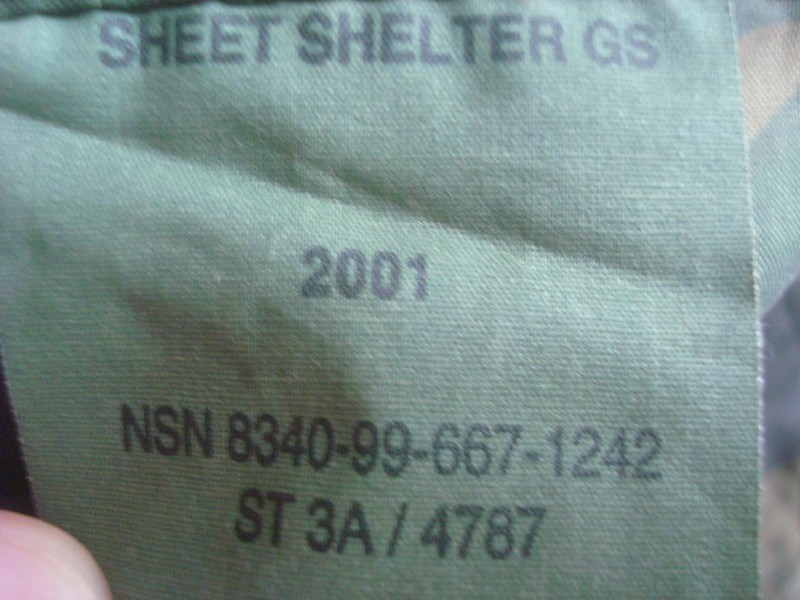 SHEET SHELTER GS
2001
NSN 8340-99-667-1242
ST 3A / 4787